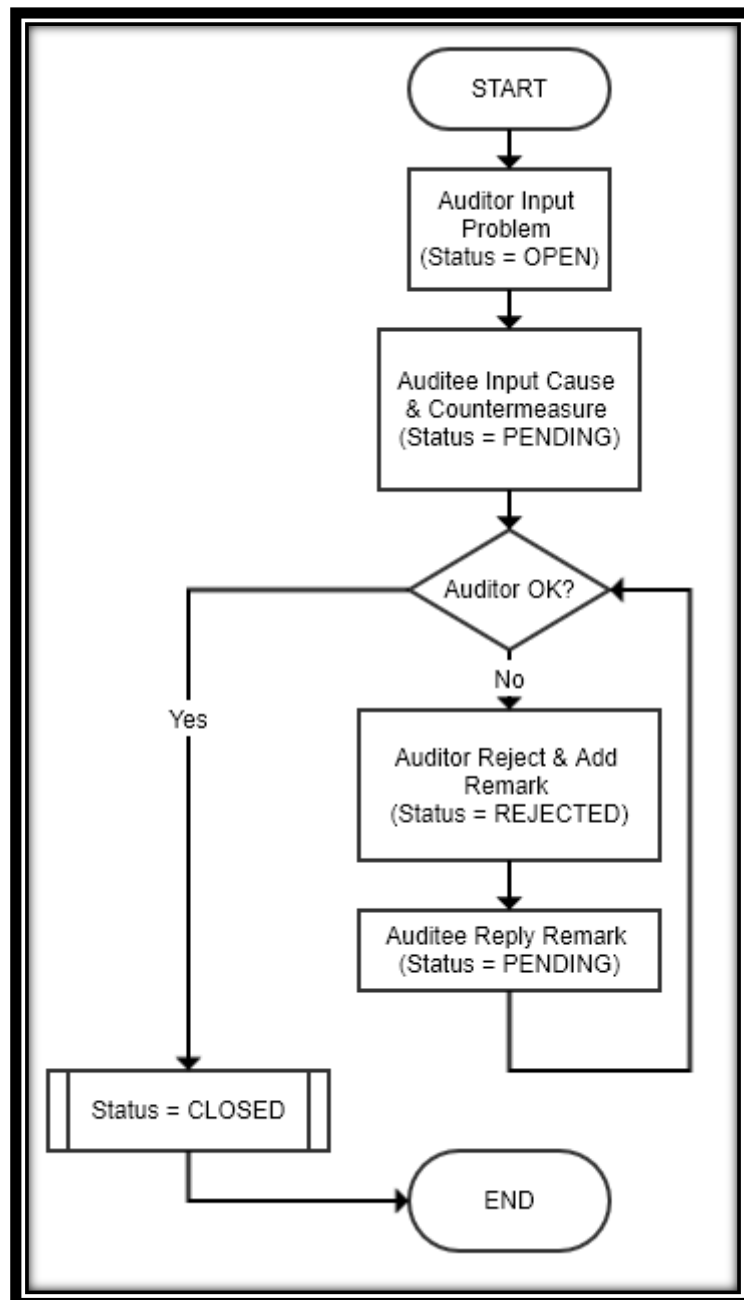 START
Auditor Input
Problem
(Status = OPEN)
Auditee Input Cause
& Countermeasure
(Status = PENDING)
Auditor OK?
No
Yes
Auditor Reject & Add
Remark
(Status = REJECTED)
Auditee Reply Remark
(Status = PENDING)
Status = CLOSED
END